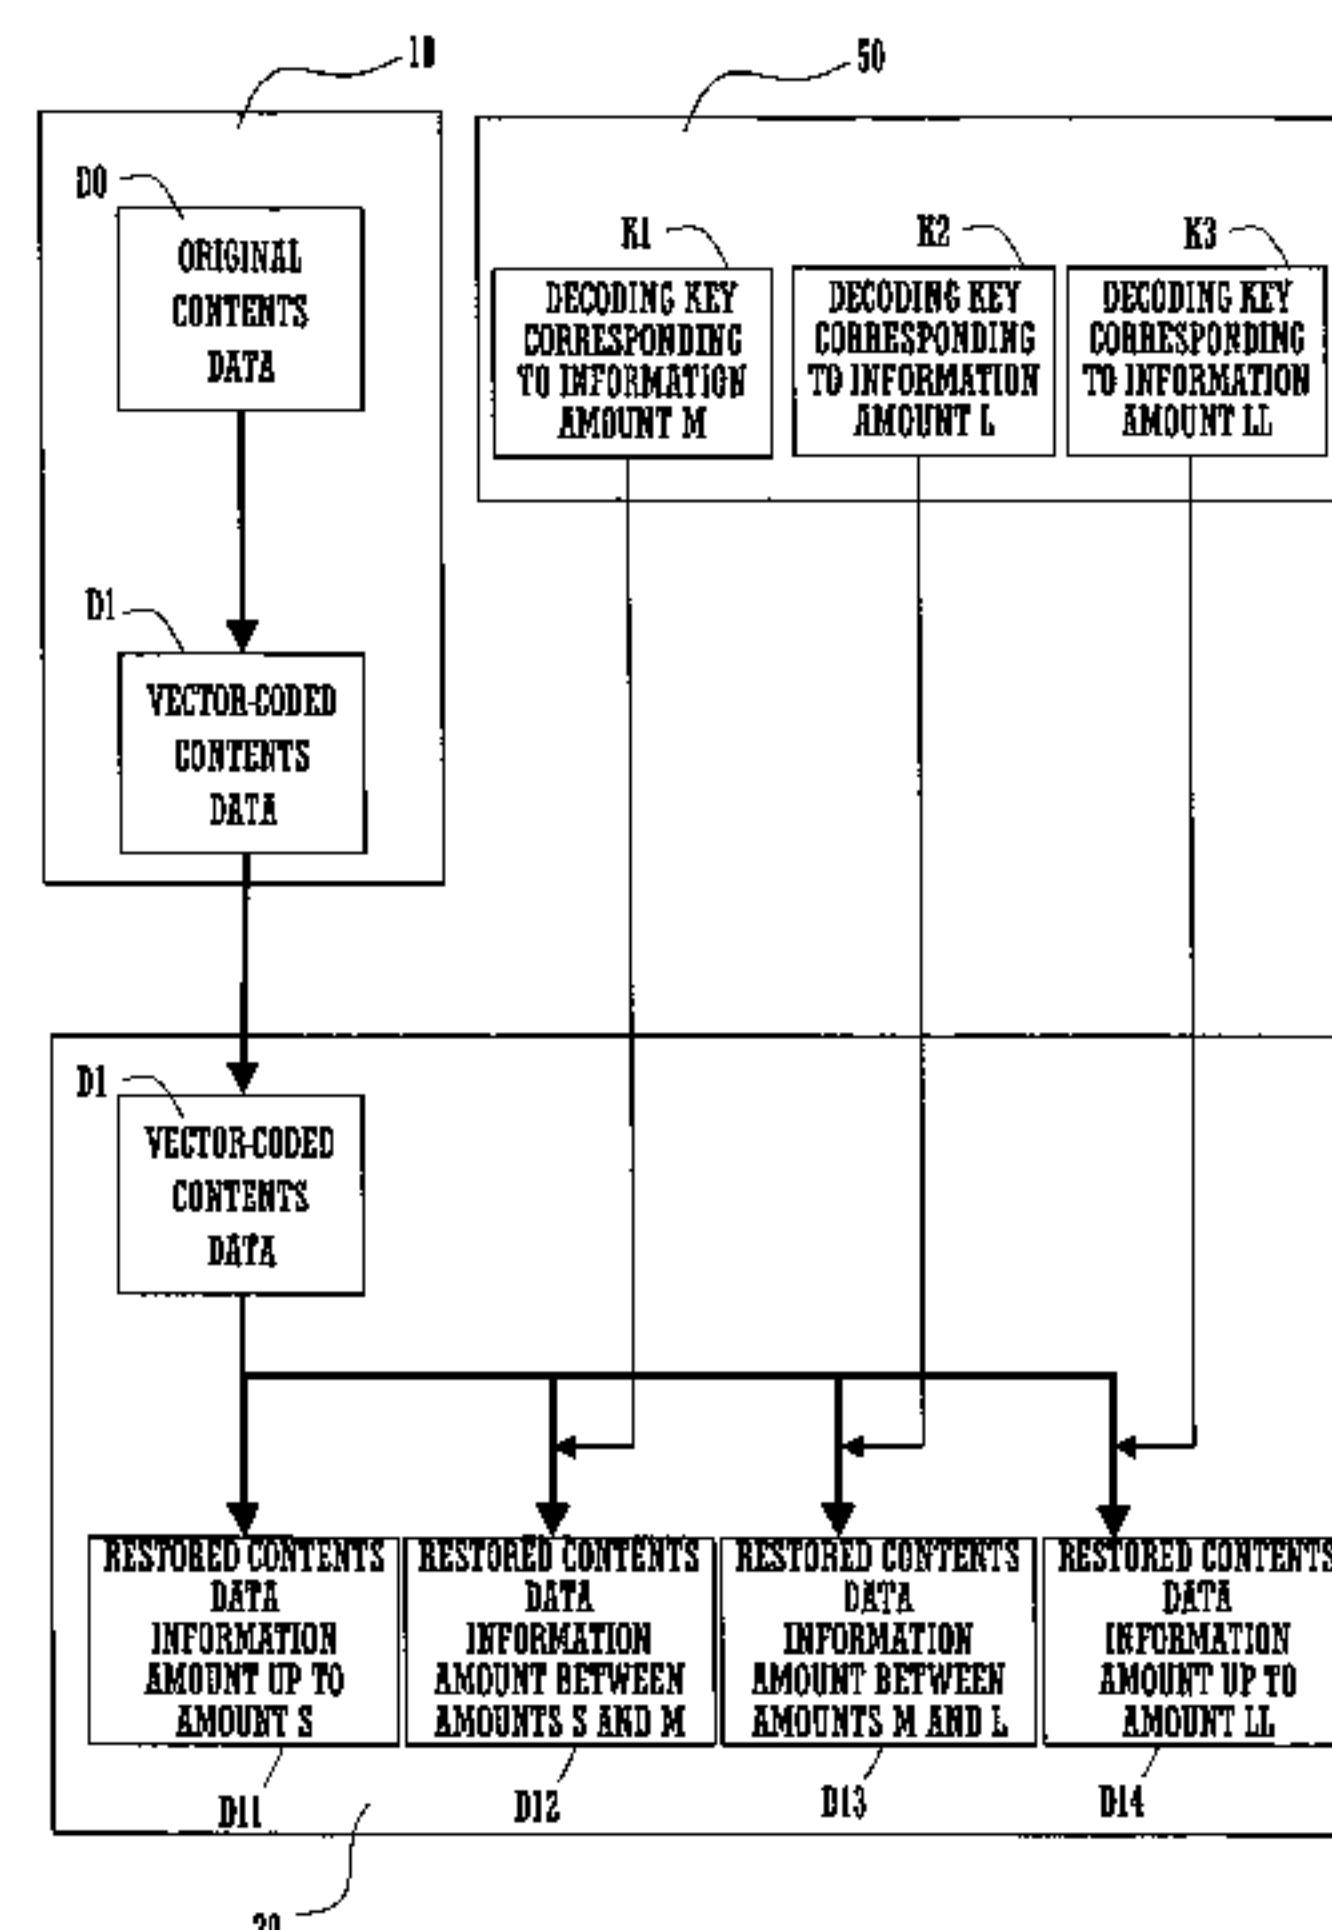 10
50
D0
ORIGINAL
CONTENTS
DATA
K1
DECODING KEY
CORRESPONDING
TO INFORMATION
AMOUNT M
K2
DECODING KEY
CORRESPONDING
TO INFORMATION
AMOUNT L
K3
DECODING KEY
CORRESPONDING
TO INFORMATION
AMOUNT LL
D1
VECTOR-CODED
CONTENTS
DATA
D1
VECTOR-CODED
CONTENTS
DATA
RESTORED CONTENTS
DATA
INFORMATION
AMOUNT UP TO
AMOUNT S
RESTORED CONTENTS
DATA
INFORMATION
AMOUNT BETWEEN
AMOUNTS S AND M
RESTORED CONTENTS
DATA
INFORMATION
AMOUNT BETWEEN
AMOUNTS M AND L
RESTORED CONTENTS
DATA
INFORMATION
AMOUNT UP TO
AMOUNT LL
D11
D12
D13
D14